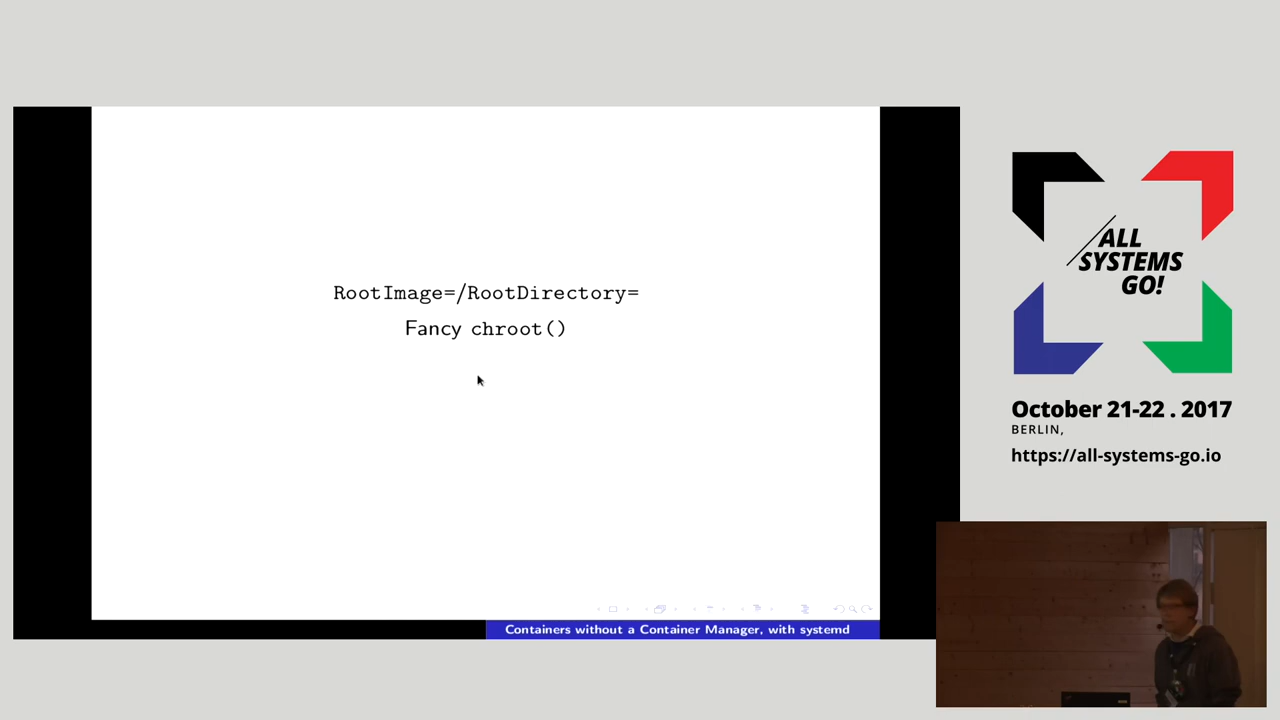 RootImage=/RootDirectory=
Fancy chroot()
Containers without a Container Manager, with systemd
/ALL
SYSTEMS
GO!
October 21-22 . 2017
BERLIN,
https://all-systems-go.io